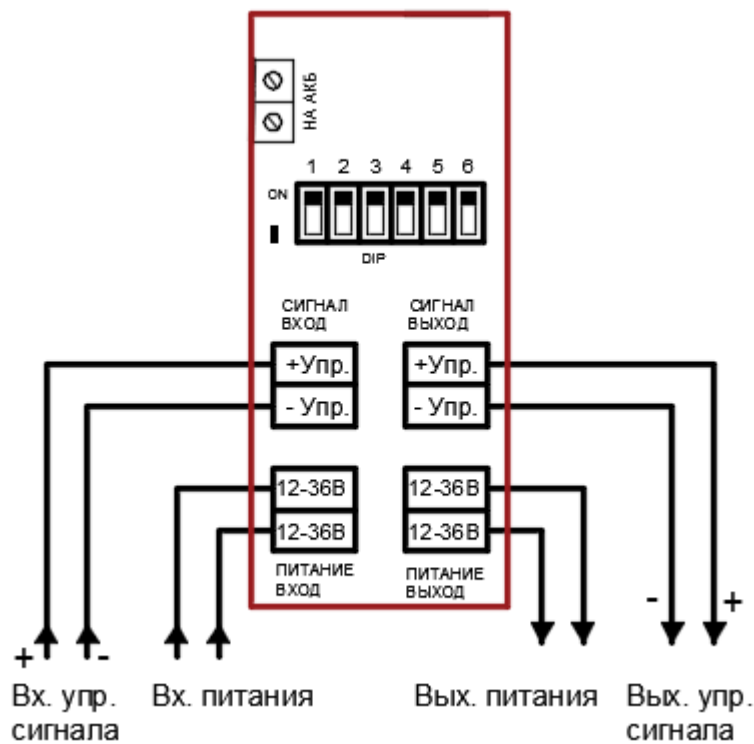 НА АКБ
1 2 3 4 5 6
ON
DIP
СИГНАЛ ВХОД
СИГНАЛ ВЫХОД
+Упр. +Упр.
- Упр. - Упр.
12-36В 12-36В
12-36В 12-36В
ПИТАНИЕ ВХОД
ПИТАНИЕ ВЫХОД
+ - - +
Вх. упр. сигнала
Вх. питания
Вых. питания
Вых. упр. сигнала